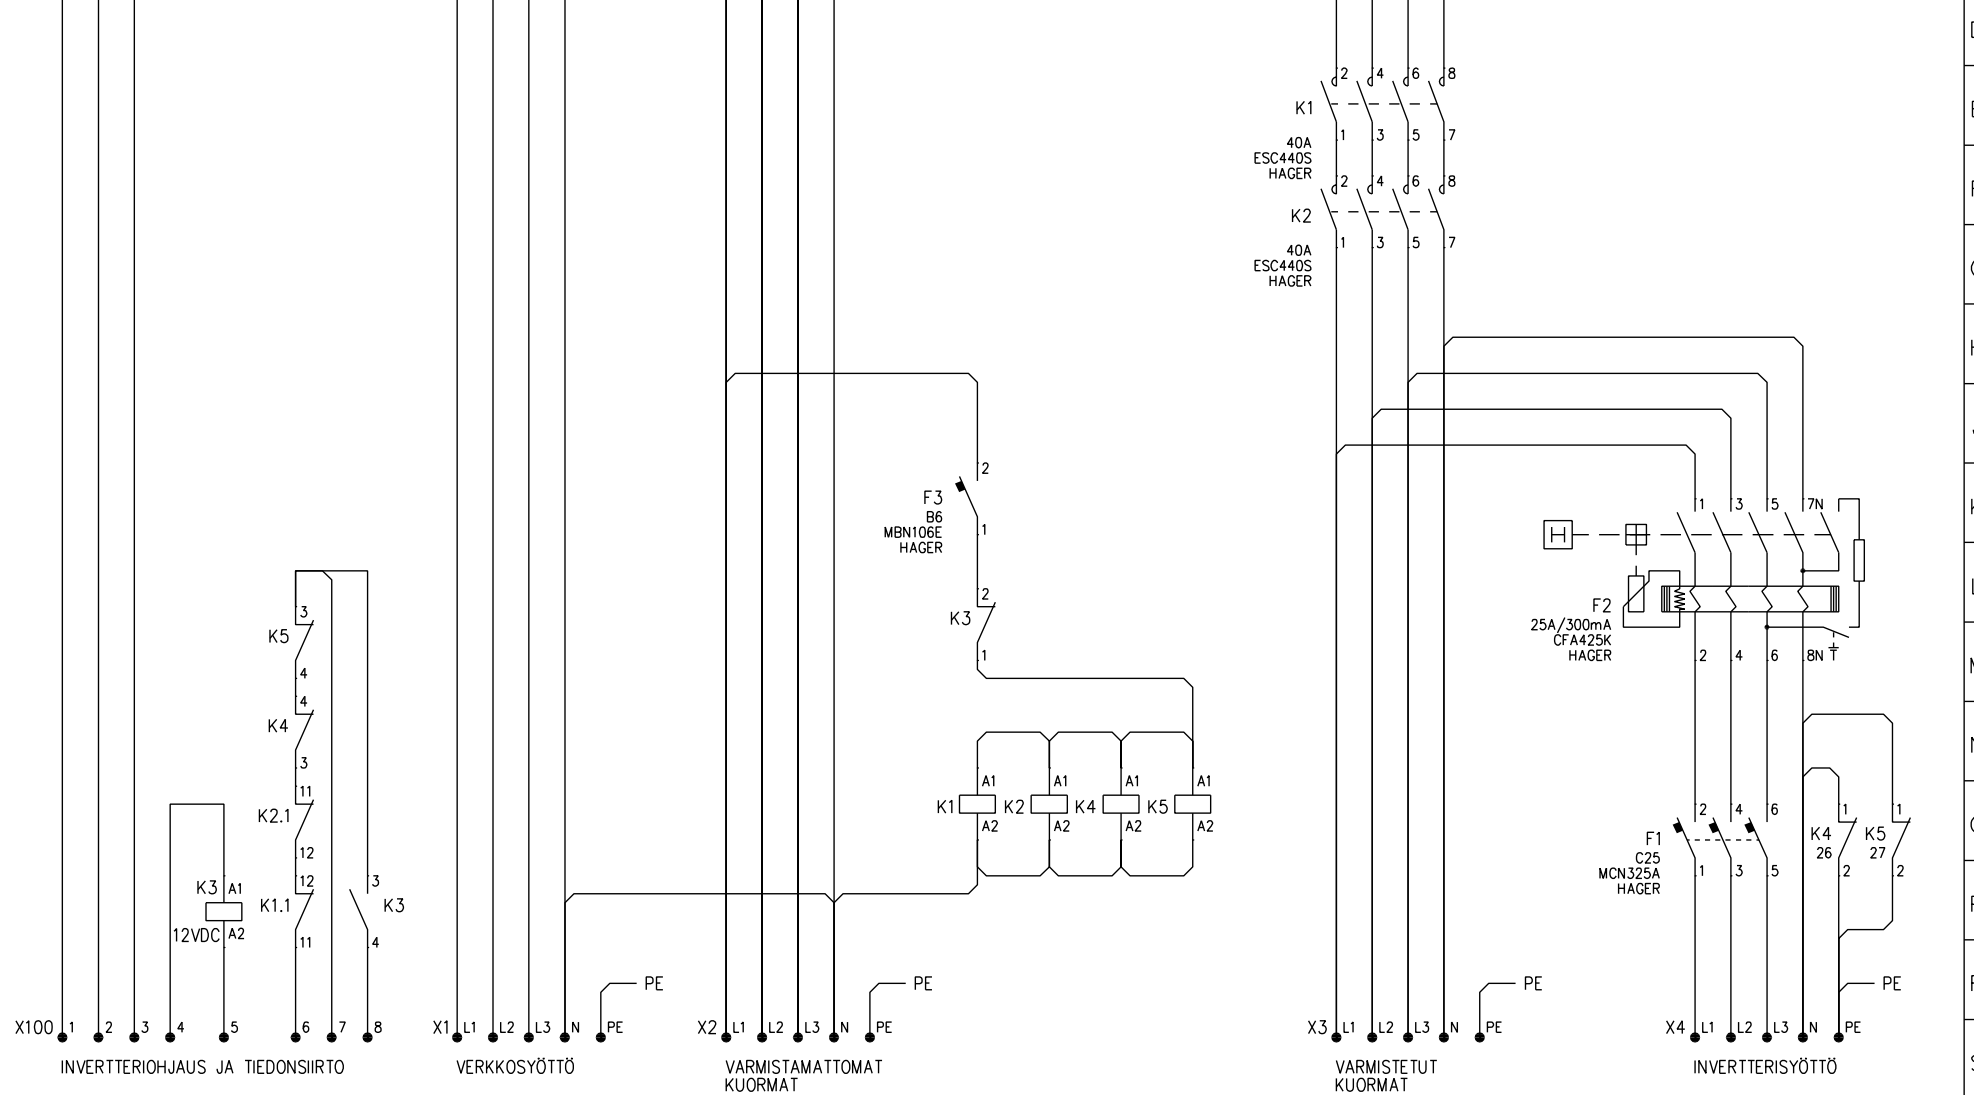 2 4 6 8
K1
1 3 5 7
40A
ESC440S
HAGER
2 4 6 8
K2
1 3 5 7
40A
ESC440S
HAGER
2
F3
B6
MBN106E
HAGER
1
2
K3
1
1 3 5 7N
H
F2
25A/300mA
CFA425K
HAGER
2 4 6 8N
3
K5
4
4
K4
3
11
K2.1
12
12
K1.1
11
3
K3
4
K3 A1
12VDC A2
A1 A1 A1 A1
K1 K2 K4 K5
A2 A2 A2 A2
2 4 6
F1
C25
MCN325A
HAGER
1 3 5
1 1
K4 K5
26 27
2 2
PE PE PE PE
X100 1 2 3 4 5 6 7 8
X1 L1 L2 L3 N PE
X2 L1 L2 L3 N PE
X3 L1 L2 L3 N PE
X4 L1 L2 L3 N PE
INVERTTERIOHJAUS JA TIEDONSIIRTO
VERKKOSYÖTTÖ
VARMISTAMATTOMAT
KUORMAT
VARMISTETUT
KUORMAT
INVERTTERISYÖTTÖ